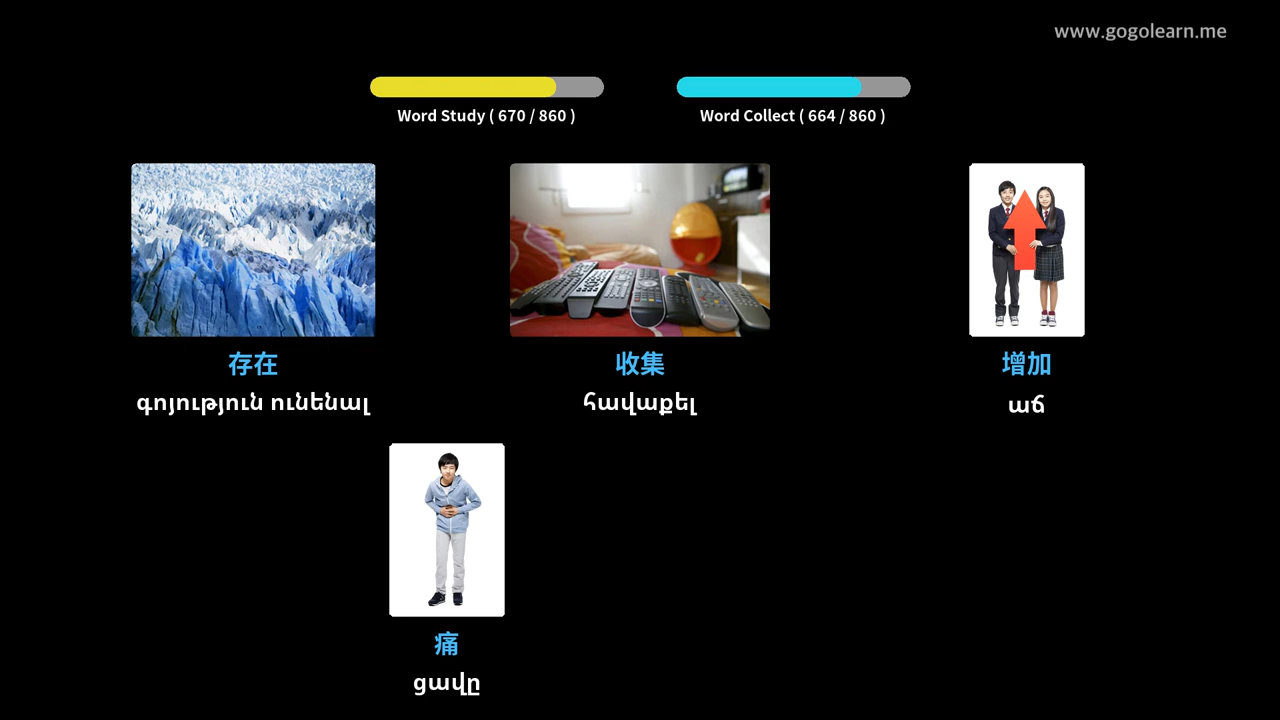 www.gogolearn.me
Word Study ( 670 / 860 )
Word Collect ( 664 / 860 )
存在
գոյություն ունենալ
收集
հավաքել
增加
աճ
痛
ցավը